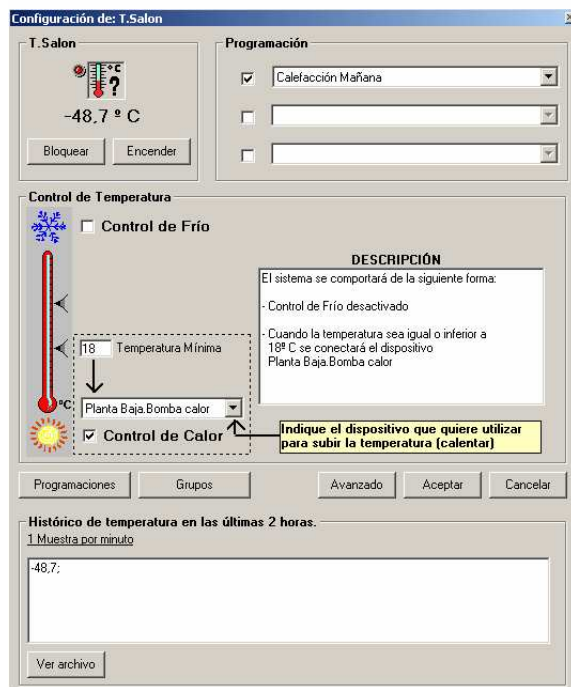 Configuración de: T.Salon
T.Salon
ºC
?
-48,7 º C
Bloquear
Encender
Programación
Calefacción Mañana
Control de Temperatura
Control de Frío
DESCRIPCIÓN
El sistema se comportará de la siguiente forma:
- Control de Frío desactivado
- Cuando la temperatura sea igual o inferior a
18º C se conectará el dispositivo
Planta Baja.Bomba calor
18 Temperatura Mínima
ºC
Planta Baja.Bomba calor
Control de Calor
Indique el dispositivo que quiere utilizar
para subir la temperatura (calentar)
Programaciones
Grupos
Avanzado
Aceptar
Cancelar
Histórico de temperatura en las últimas 2 horas.
1 Muestra por minuto
-48,7;
Ver archivo